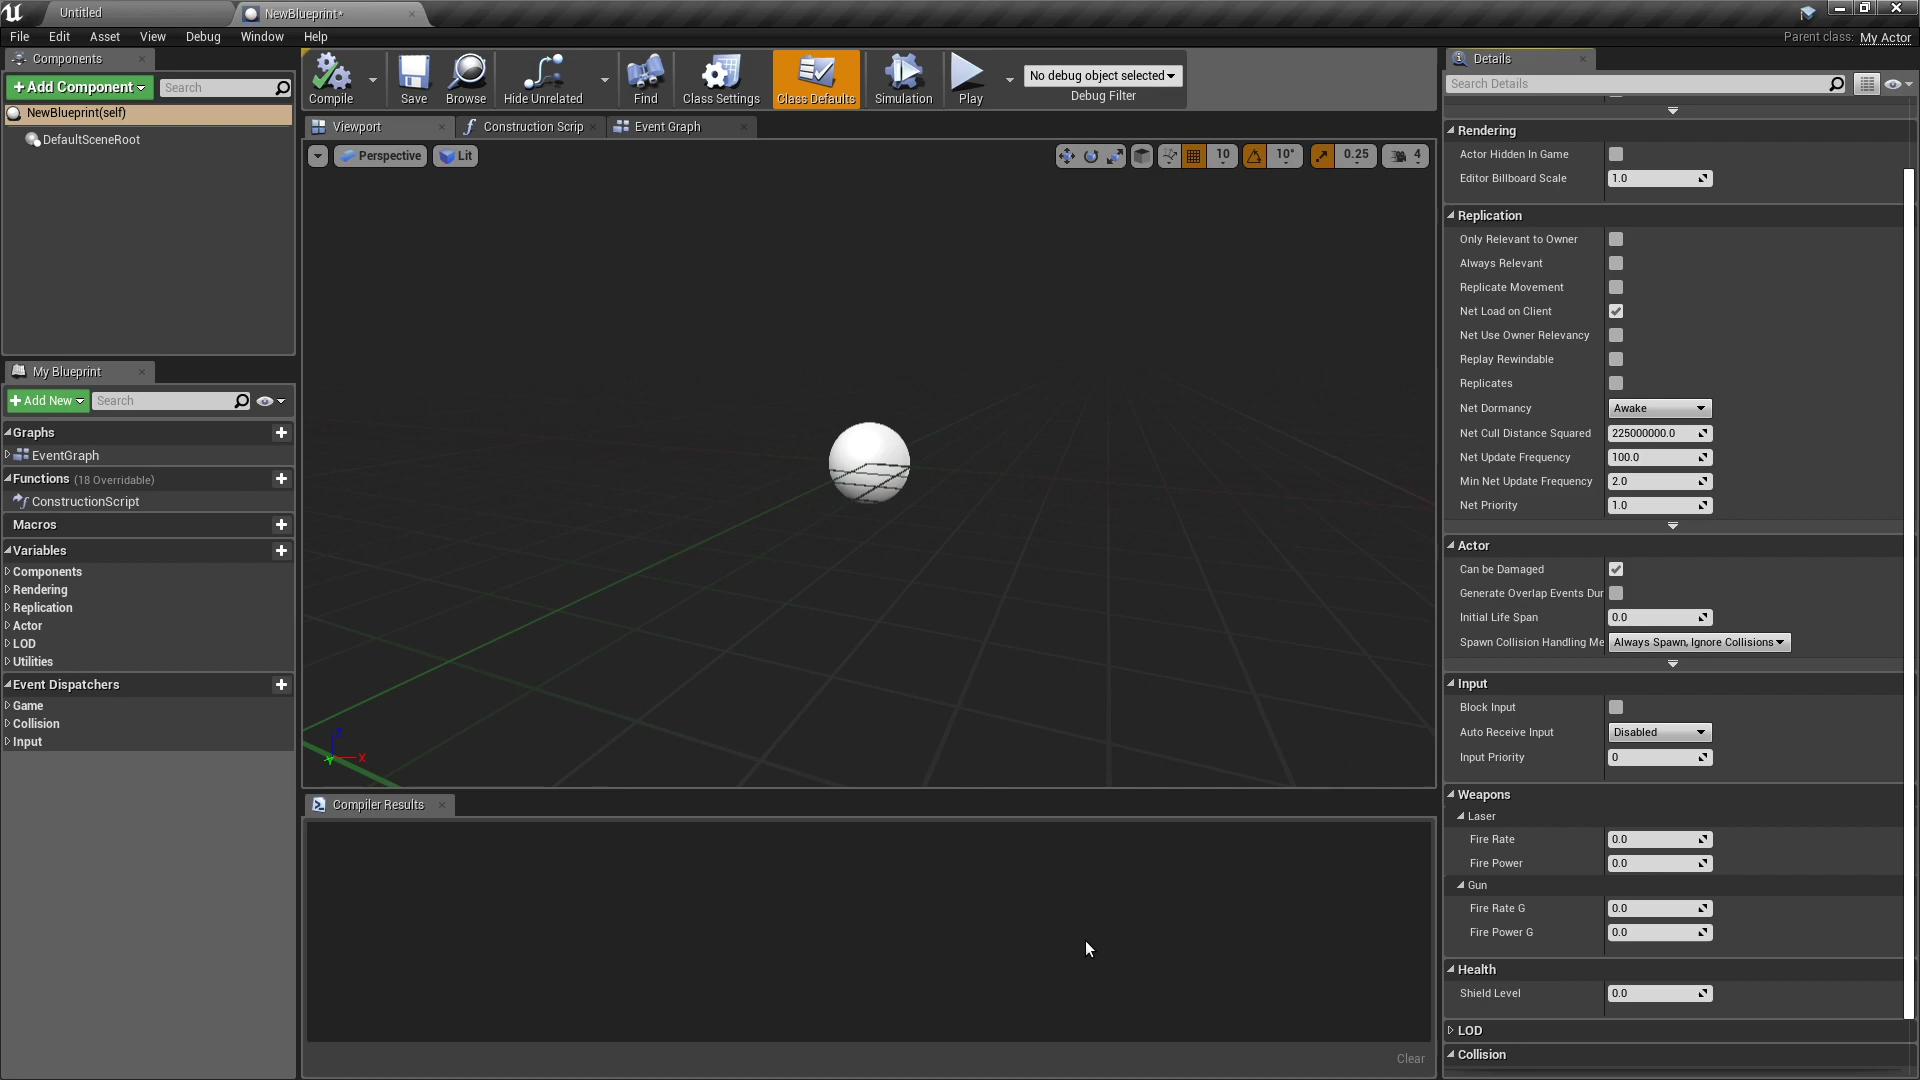 Untitled
NewBlueprint*
File Edit Asset View Debug Window Help
Parent class: My Actor
Components
+ Add Component
Search
NewBlueprint(self)
DefaultSceneRoot
Compile
Save
Browse
Hide Unrelated
Find
Class Settings
Class Defaults
Simulation
Play
No debug object selected
Debug Filter
Viewport
Construction Scrip
Event Graph
Perspective
Lit
10
10°
0.25
4
Z
X
Y
My Blueprint
+ Add New
Search
Graphs
EventGraph
Functions (18 Overridable)
ConstructionScript
Macros
Variables
Components
Rendering
Replication
Actor
LOD
Utilities
Event Dispatchers
Game
Collision
Input
Compiler Results
Clear
Details
Search Details
Rendering
Actor Hidden In Game
Editor Billboard Scale 1.0
Replication
Only Relevant to Owner
Always Relevant
Replicate Movement
Net Load on Client
Net Use Owner Relevancy
Replay Rewindable
Replicates
Net Dormancy Awake
Net Cull Distance Squared 225000000.0
Net Update Frequency 100.0
Min Net Update Frequency 2.0
Net Priority 1.0
Actor
Can be Damaged
Generate Overlap Events Dur
Initial Life Span 0.0
Spawn Collision Handling Me Always Spawn, Ignore Collisions
Input
Block Input
Auto Receive Input Disabled
Input Priority 0
Weapons
Laser
Fire Rate 0.0
Fire Power 0.0
Gun
Fire Rate G 0.0
Fire Power G 0.0
Health
Shield Level 0.0
LOD
Collision